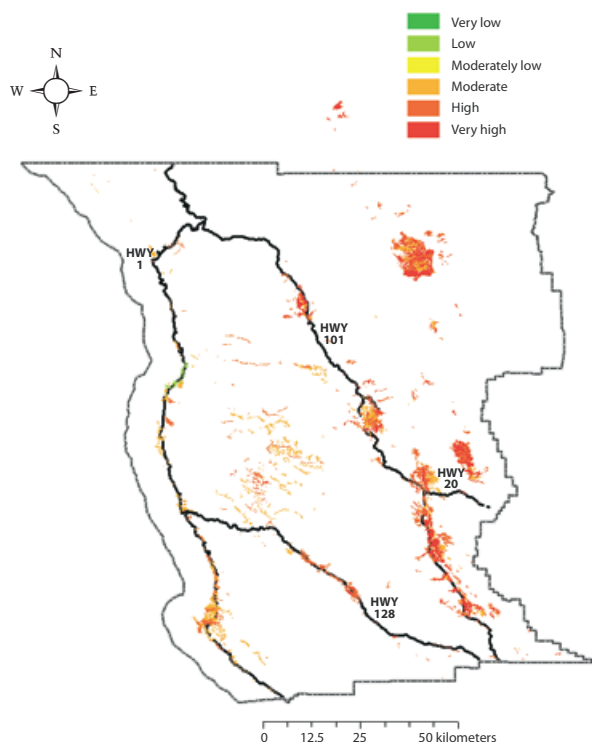 Very low
Low
Moderately low
Moderate
High
Very high
N
W E
S
HWY
1
HWY
101
HWY
20
HWY
128
0 12.5 25 50 kilometers